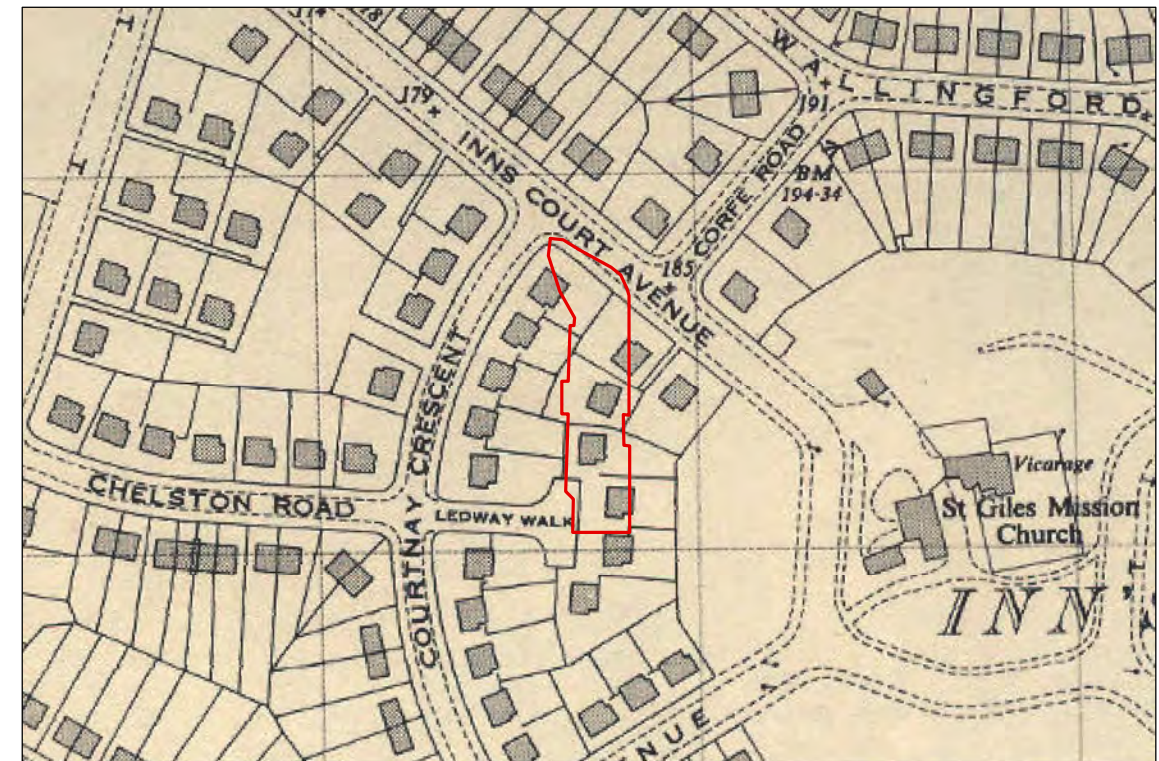 WALLINGFORD
179
191
INNS COURT AVENUE
CORFE ROAD
BM
194·34
185
COURTNAY CRESCENT
CHELSTON ROAD
LEDWAY WALK
Vicarage
St Giles Mission
Church
INN'S